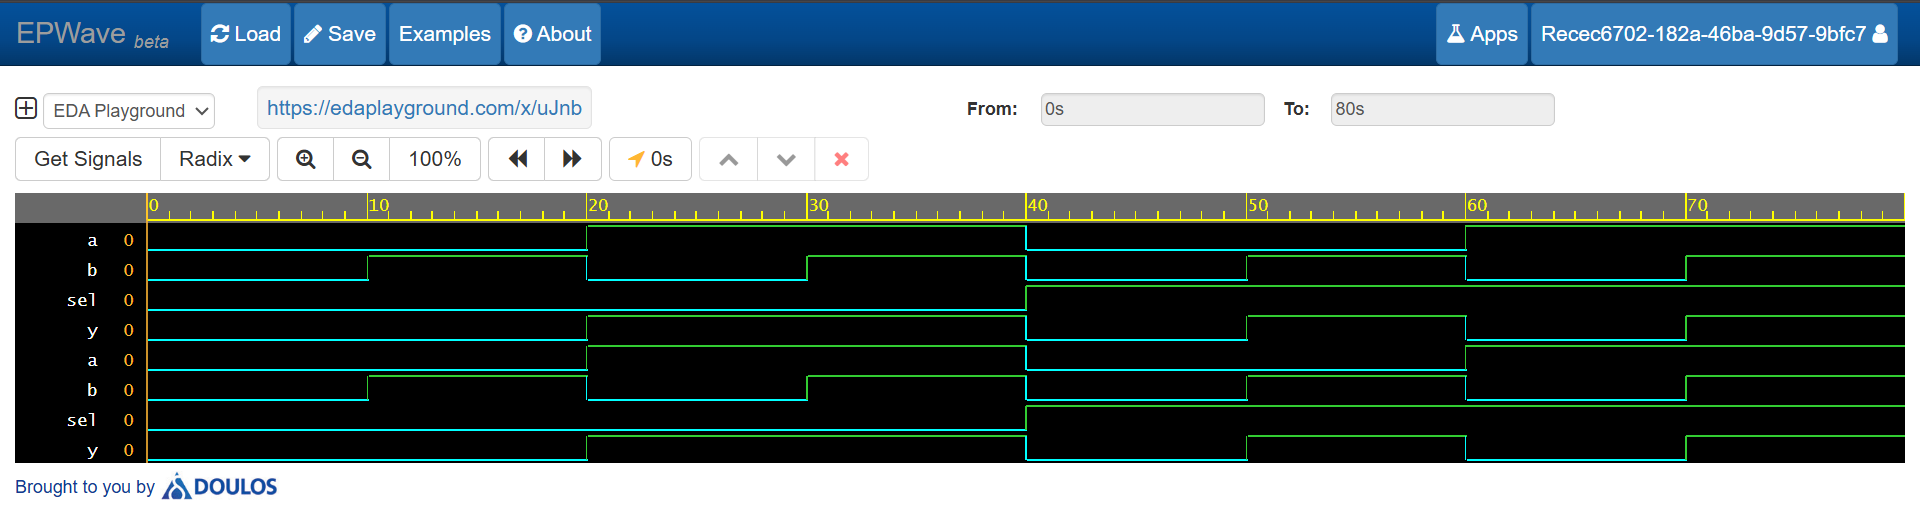 EPWave beta Load Save Examples About Apps Recec6702-182a-46ba-9d57-9bfc7
EDA Playground https://edaplayground.com/x/uJnb From: 0s To: 80s
Get Signals Radix 100% 0s
0 10 20 30 40 50 60 70
a 0
b 0
sel 0
y 0
a 0
b 0
sel 0
y 0
Brought to you by DOULOS